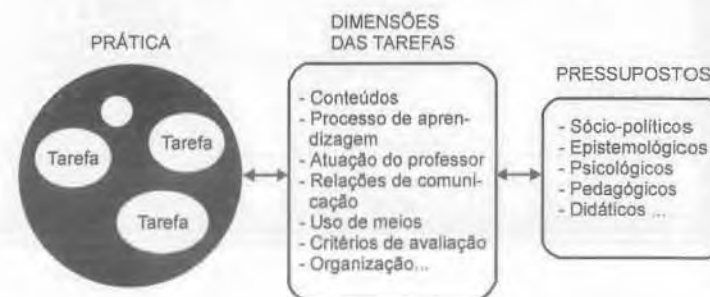 PRÁTICA
Tarefa
Tarefa
Tarefa
DIMENSÕES
DAS TAREFAS
- Conteúdos
- Processo de apren-
dizagem
- Atuação do professor
- Relações de comuni-
cação
- Uso de meios
- Critérios de avaliação
- Organização...
PRESSUPOSTOS
- Sócio-políticos
- Epistemológicos
- Psicológicos
- Pedagógicos
- Didáticos ...